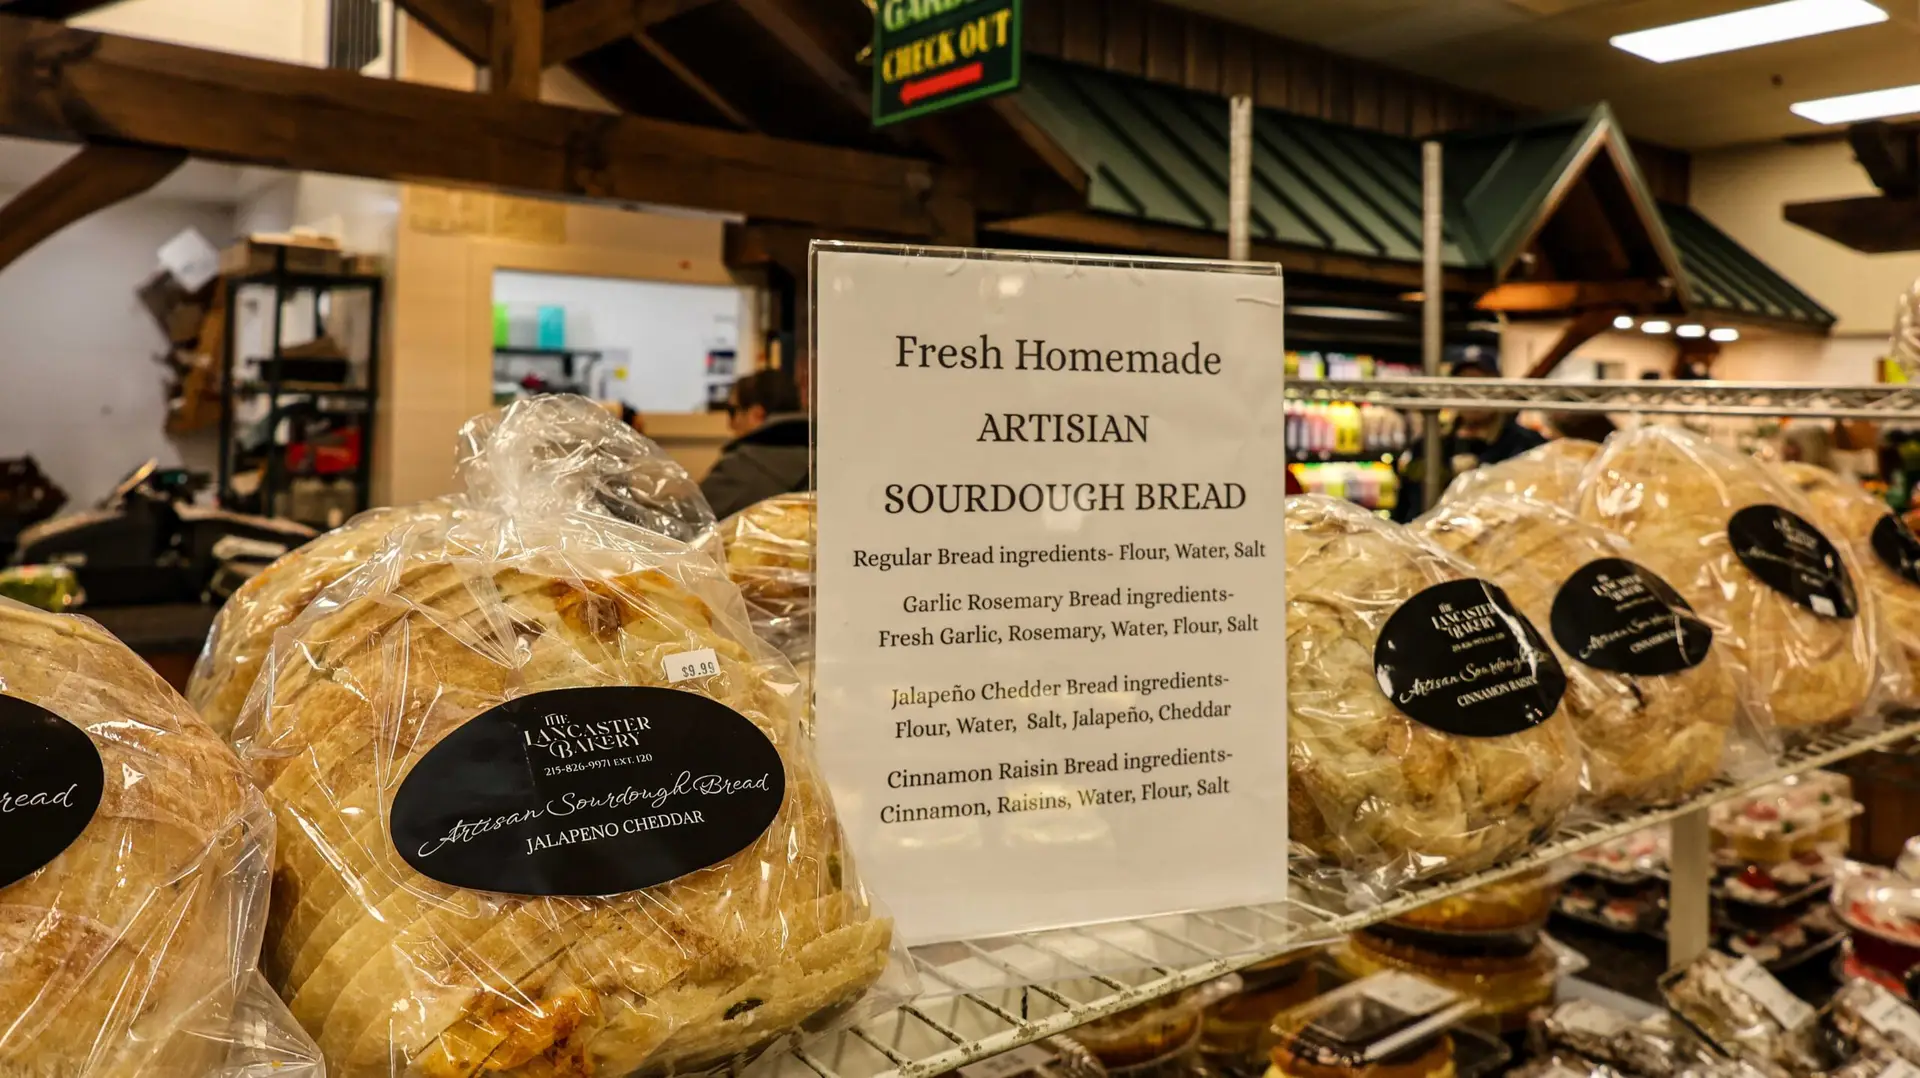 CHECK OUT
Fresh Homemade
ARTISIAN
SOURDOUGH BREAD
Regular Bread ingredients- Flour, Water, Salt
Garlic Rosemary Bread ingredients-
Fresh Garlic, Rosemary, Water, Flour, Salt
Jalapeño Chedder Bread ingredients-
Flour, Water, Salt, Jalapeño, Cheddar
Cinnamon Raisin Bread ingredients-
Cinnamon, Raisins, Water, Flour, Salt
$9.99
THE
LANCASTER
BAKERY
215-826-9971 EXT. 120
Artisan Sourdough Bread
JALAPENO CHEDDAR
read
THE
LANCASTER
BAKERY
Artisan Sourdough
CINNAMON RAISIN
Artisan Sourdough
CINNAMON